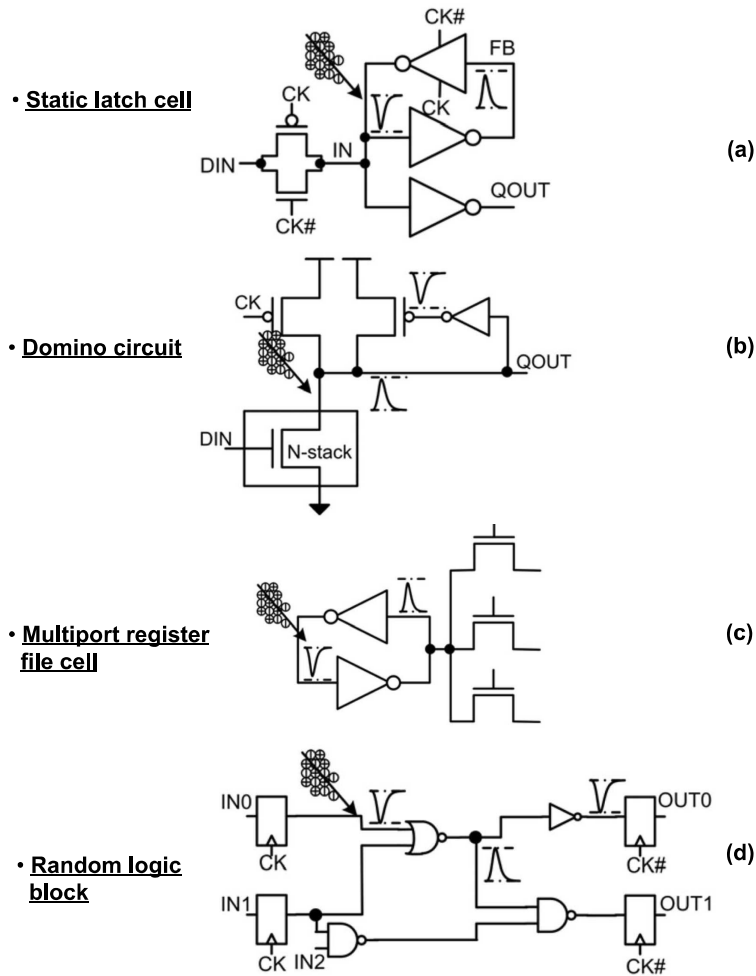 CK#
FB
• Static latch cell
CK
CK
(a)
DIN
IN
QOUT
CK#
CK
• Domino circuit
(b)
QOUT
DIN
N-stack
• Multiport register
file cell
(c)
IN0
OUT0
CK
CK#
• Random logic
block
(d)
IN1
OUT1
CK
IN2
CK#